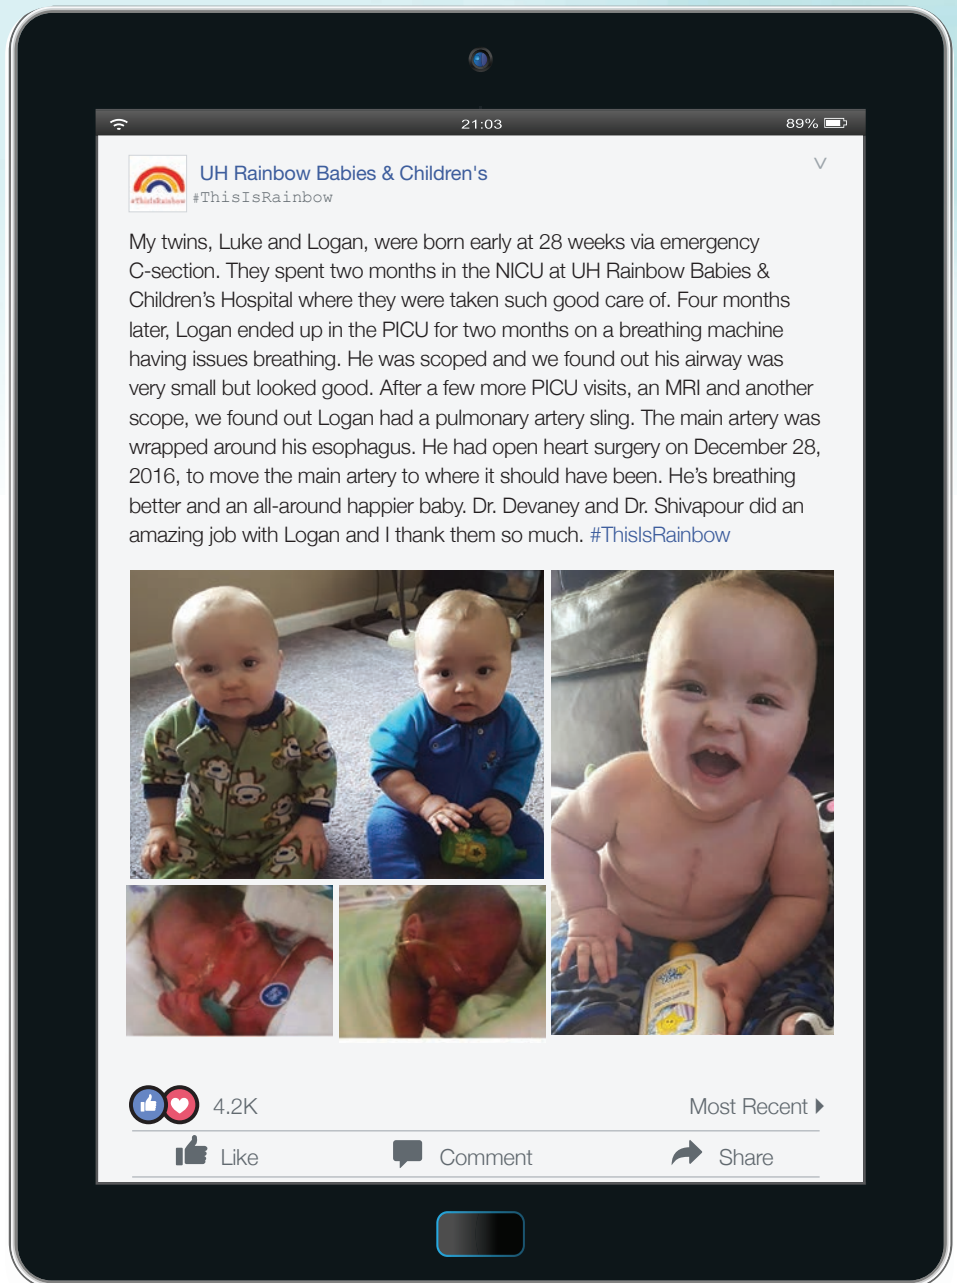 21:03
89%
UH Rainbow Babies & Children's
#ThisIsRainbow
#ThisIsRainbow
My twins, Luke and Logan, were born early at 28 weeks via emergency
C-section. They spent two months in the NICU at UH Rainbow Babies &
Children’s Hospital where they were taken such good care of. Four months
later, Logan ended up in the PICU for two months on a breathing machine
having issues breathing. He was scoped and we found out his airway was
very small but looked good. After a few more PICU visits, an MRI and another
scope, we found out Logan had a pulmonary artery sling. The main artery was
wrapped around his esophagus. He had open heart surgery on December 28,
2016, to move the main artery to where it should have been. He’s breathing
better and an all-around happier baby. Dr. Devaney and Dr. Shivapour did an
amazing job with Logan and I thank them so much. #ThisIsRainbow
4.2K
Most Recent
Like
Comment
Share